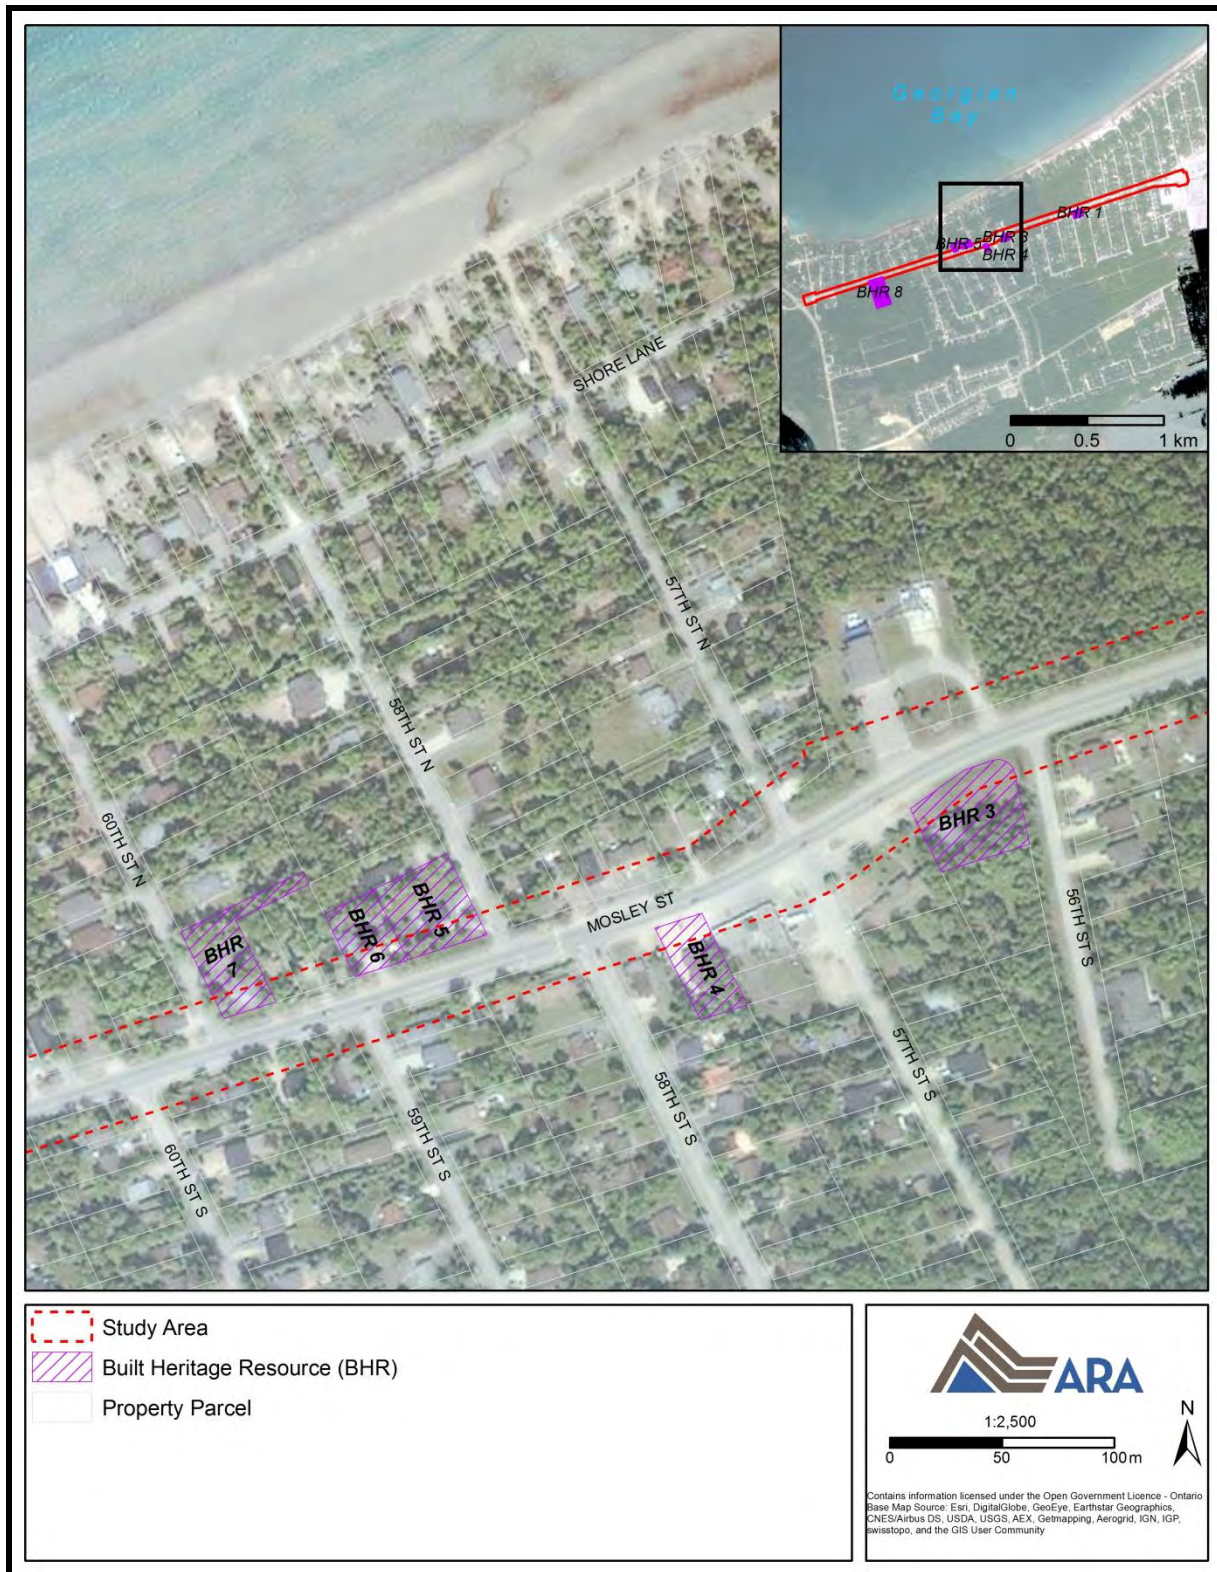 Georgian
Bay
BHR 1
BHR 3
BHR 5
BHR 4
BHR 8
0 0.5 1 km
SHORE LANE
57TH ST N
58TH ST N
60TH ST N
BHR 3
MOSLEY ST
BHR 5
BHR 6
BHR
7
BHR 4
56TH ST S
57TH ST S
58TH ST S
59TH ST S
60TH ST S
Study Area
Built Heritage Resource (BHR)
Property Parcel
ARA
1:2,500
N
0 50 100 m
Contains information licensed under the Open Government Licence - Ontario
Base Map Source: Esri, DigitalGlobe, GeoEye, Earthstar Geographics,
CNES/Airbus DS, USDA, USGS, AEX, Getmapping, Aerogrid, IGN, IGP,
swisstopo, and the GIS User Community